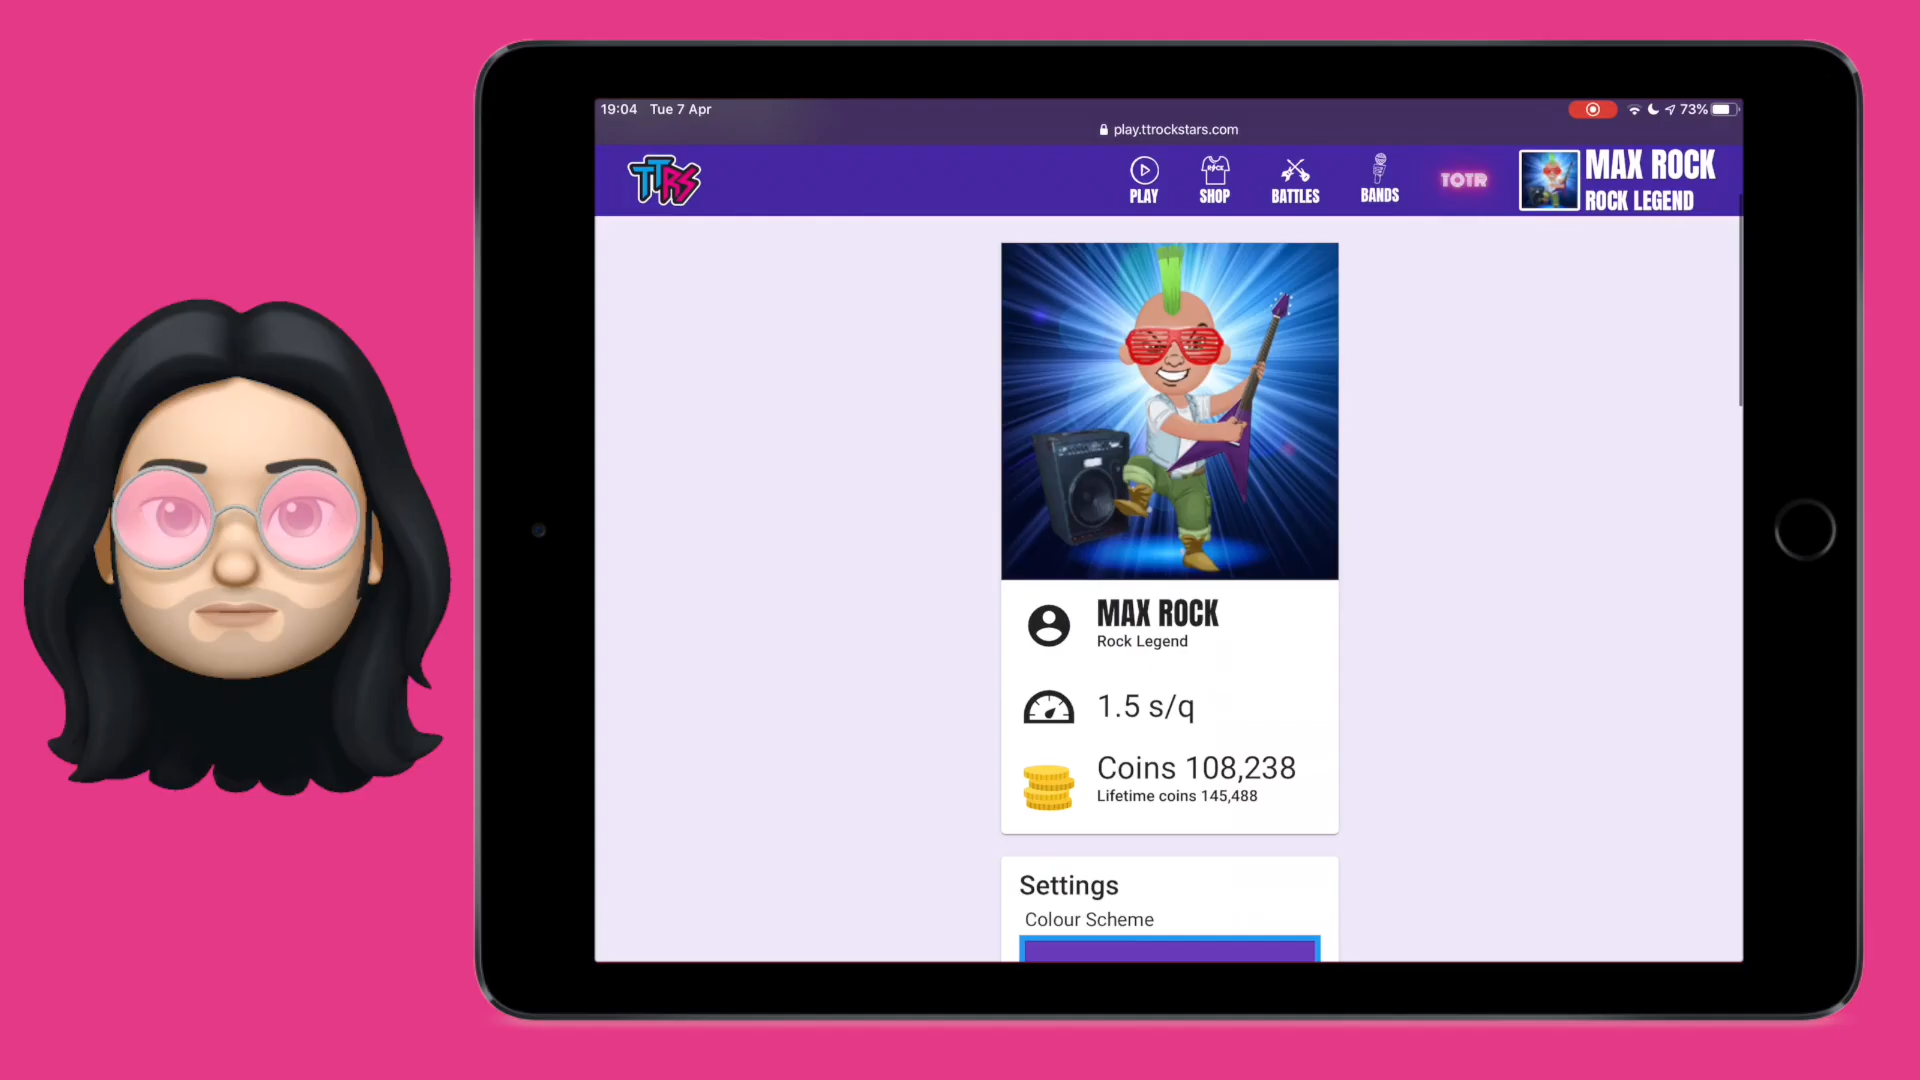 19:04 Tue 7 Apr
73%
play.ttrockstars.com
TTRS
PLAY
SHOP
BATTLES
BANDS
TOTR
MAX ROCK
ROCK LEGEND
MAX ROCK
Rock Legend
1.5 s/q
Coins 108,238
Lifetime coins 145,488
Settings
Colour Scheme